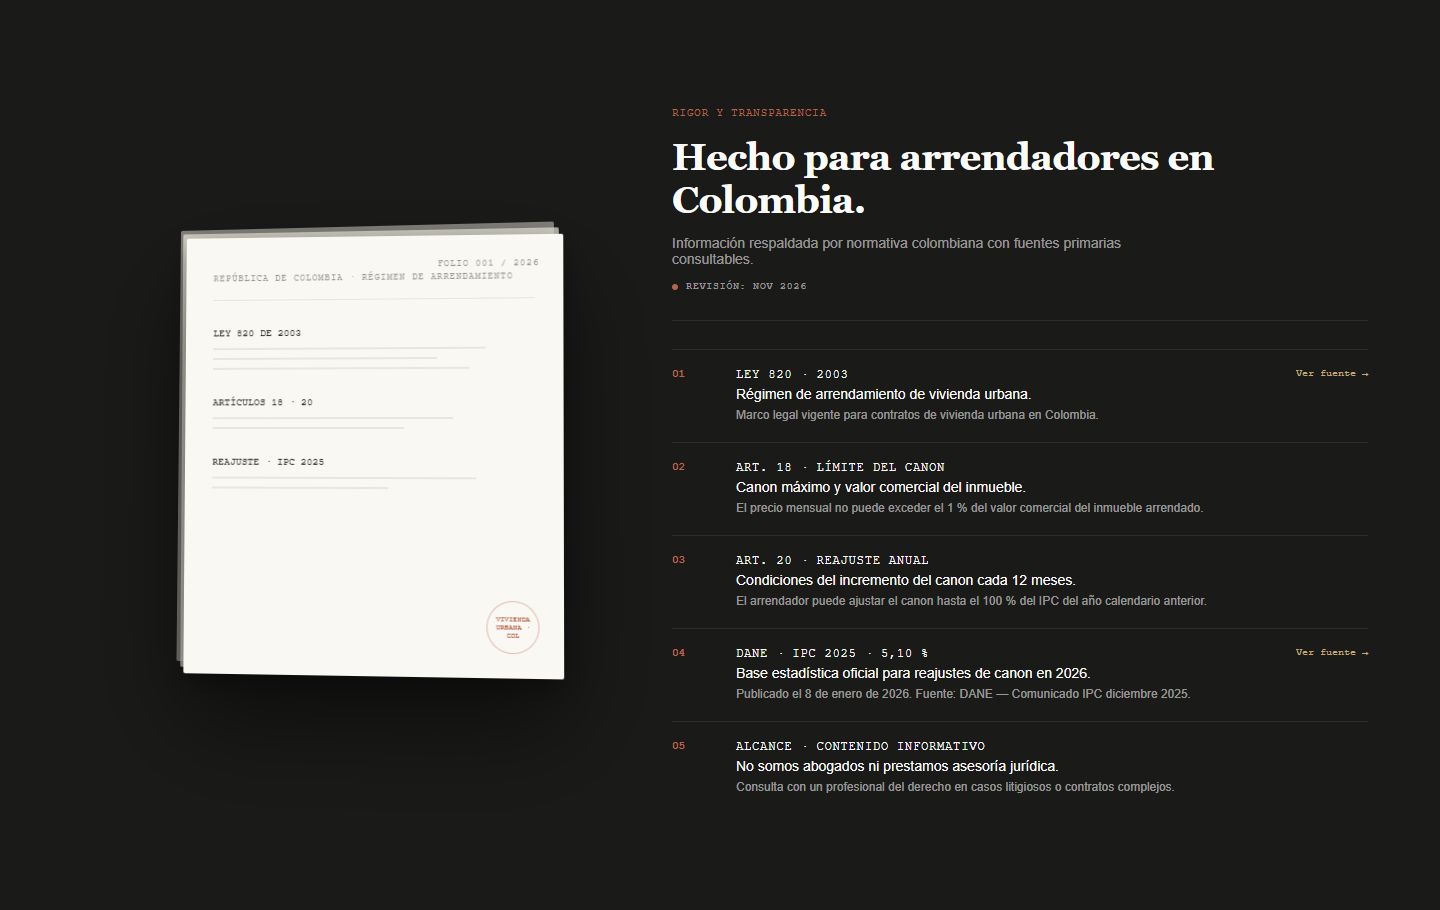 FOLIO 001 / 2026
REPÚBLICA DE COLOMBIA · RÉGIMEN DE ARRENDAMIENTO
LEY 820 DE 2003
ARTÍCULOS 18 · 20
REAJUSTE · IPC 2025
VIVIENDA
URBANA ·
COL
RIGOR Y TRANSPARENCIA
Hecho para arrendadores en
Colombia.
Información respaldada por normativa colombiana con fuentes primarias
consultables.
REVISIÓN: NOV 2026
01
LEY 820 · 2003
Ver fuente →
Régimen de arrendamiento de vivienda urbana.
Marco legal vigente para contratos de vivienda urbana en Colombia.
02
ART. 18 · LÍMITE DEL CANON
Canon máximo y valor comercial del inmueble.
El precio mensual no puede exceder el 1 % del valor comercial del inmueble arrendado.
03
ART. 20 · REAJUSTE ANUAL
Condiciones del incremento del canon cada 12 meses.
El arrendador puede ajustar el canon hasta el 100 % del IPC del año calendario anterior.
04
DANE · IPC 2025 · 5,10 %
Ver fuente →
Base estadística oficial para reajustes de canon en 2026.
Publicado el 8 de enero de 2026. Fuente: DANE — Comunicado IPC diciembre 2025.
05
ALCANCE · CONTENIDO INFORMATIVO
No somos abogados ni prestamos asesoría jurídica.
Consulta con un profesional del derecho en casos litigiosos o contratos complejos.